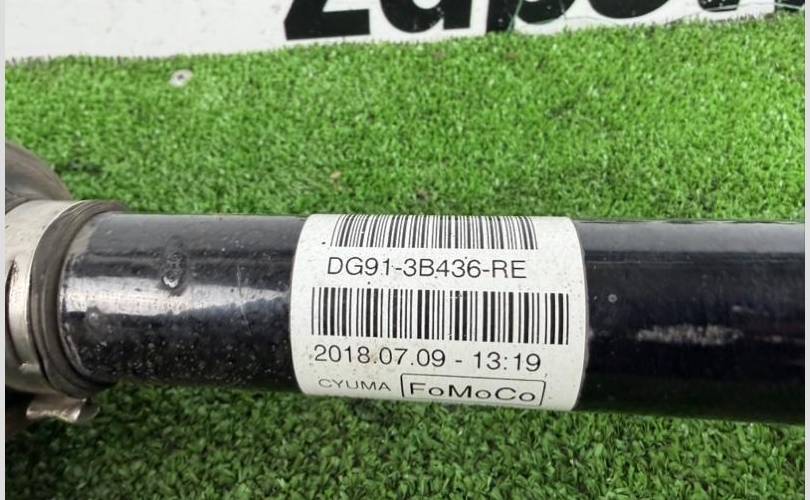 DG91-3B436-RE
2018.07.09 - 13:19
CYUMA FoMoCo